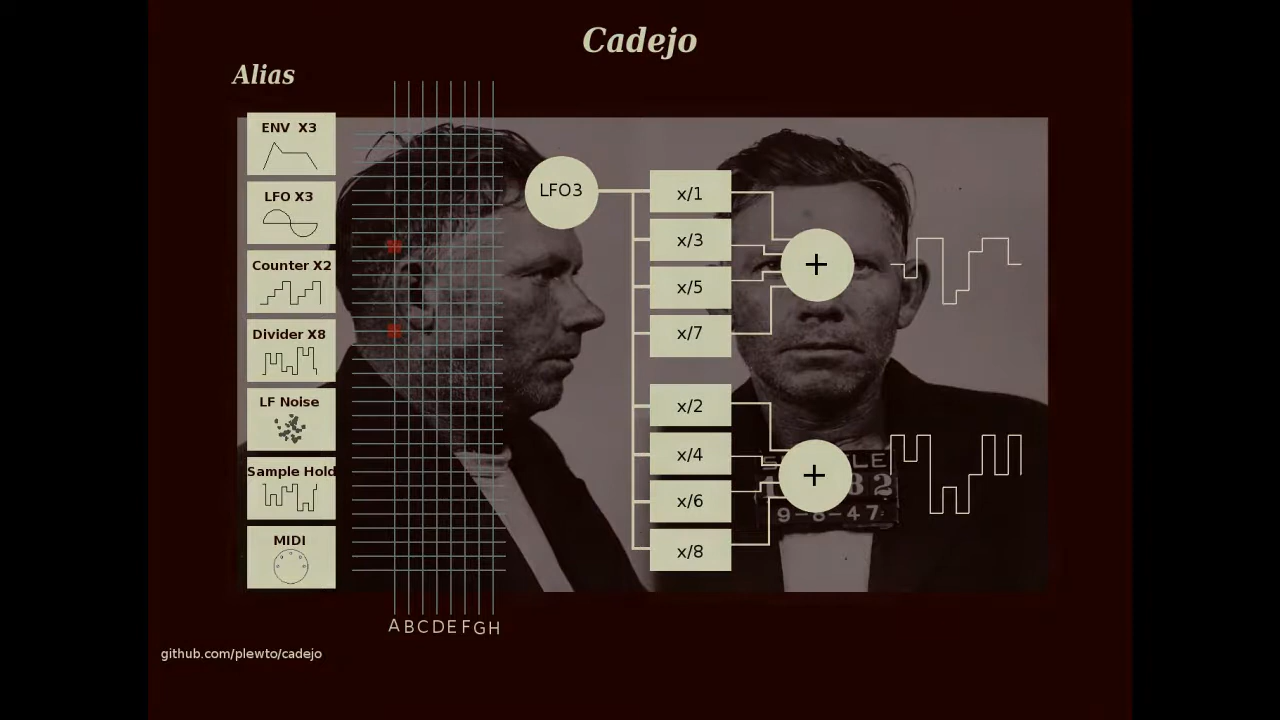 Cadejo
Alias
ENV X3
LFO X3
Counter X2
Divider X8
LF Noise
Sample Hold
MIDI
LFO3
x/1
x/3
x/5
x/7
+
x/2
x/4
x/6
x/8
+
9-8-47
A B C D E F G H
github.com/plewto/cadejo